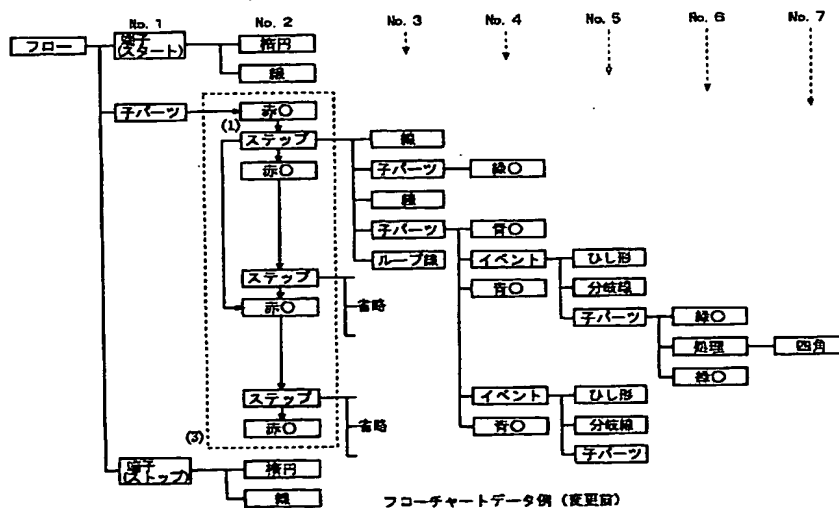 No. 1 No. 2 No. 3 No. 4 No. 5 No. 6 No. 7
フロー
端子
(スタート)
楕円
線
子パーツ
赤〇
(1)
ステップ
線
赤〇
子パーツ
緑〇
線
子パーツ
青〇
ループ線
イベント
ひし形
ステップ
青〇
分岐線
赤〇
省略
子パーツ
緑〇
処理
四角
緑〇
ステップ
イベント
ひし形
赤〇
省略
青〇
分岐線
(3)
子パーツ
端子
(ストップ)
楕円
線
フローチャートデータ例 (変更前)